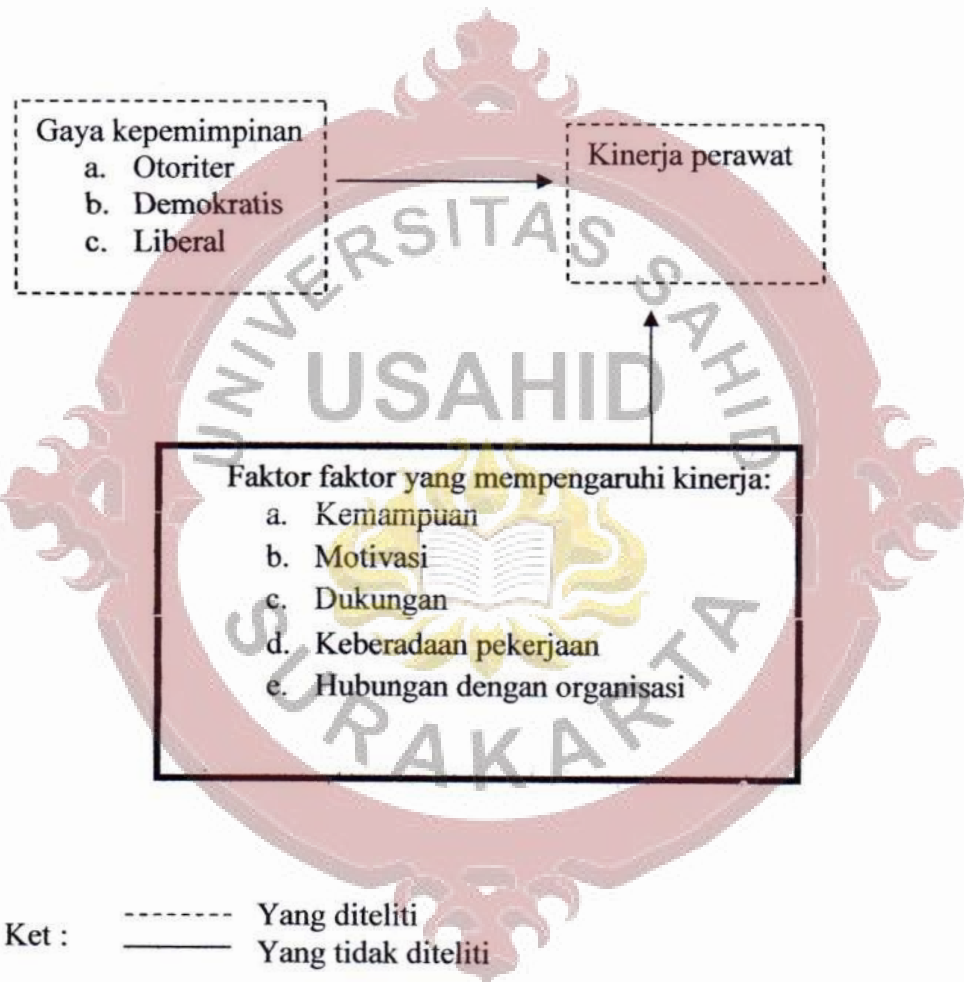 Gaya kepemimpinan
a. Otoriter
b. Demokratis
c. Liberal
Kinerja perawat
UNIVERSITAS SAHID
USAHID
SURAKARTA
Faktor faktor yang mempengaruhi kinerja:
a. Kemampuan
b. Motivasi
c. Dukungan
d. Keberadaan pekerjaan
e. Hubungan dengan organisasi
Ket :
Yang diteliti
Yang tidak diteliti